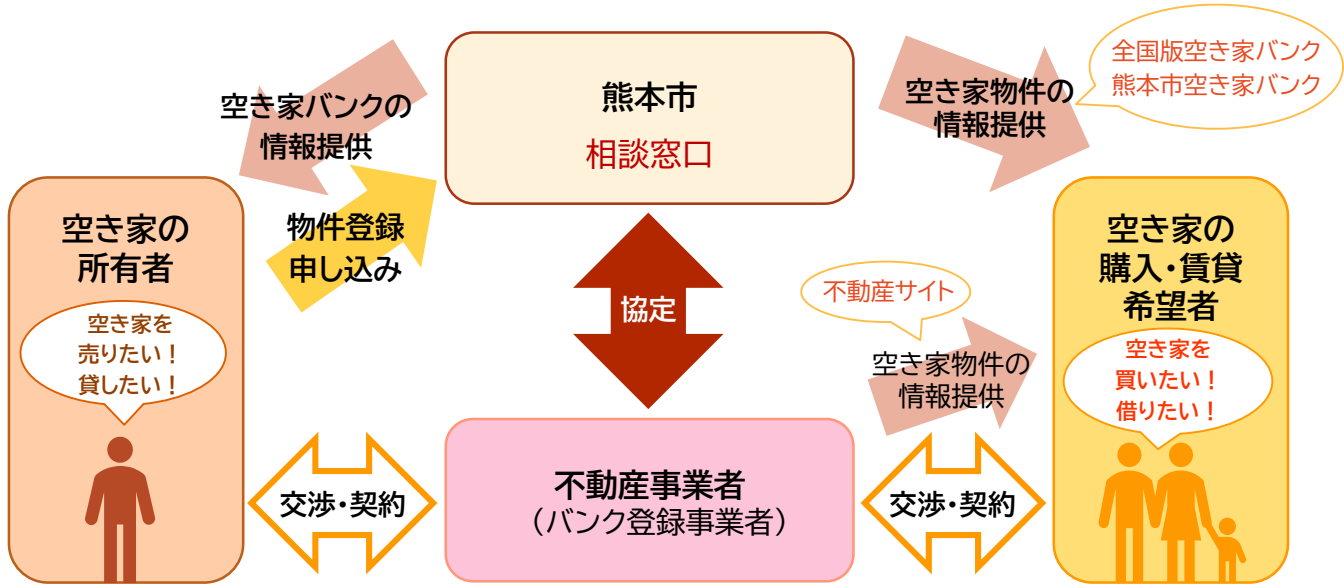 全国版空き家バンク
熊本市空き家バンク
熊本市
相談窓口
空き家バンクの
情報提供
空き家物件の
情報提供
物件登録
申し込み
空き家の
所有者
空き家を
売りたい！
貸したい！
協定
不動産サイト
空き家物件の
情報提供
空き家の
購入・賃貸
希望者
空き家を
買いたい！
借りたい！
交渉・契約
不動産事業者
（バンク登録事業者）
交渉・契約